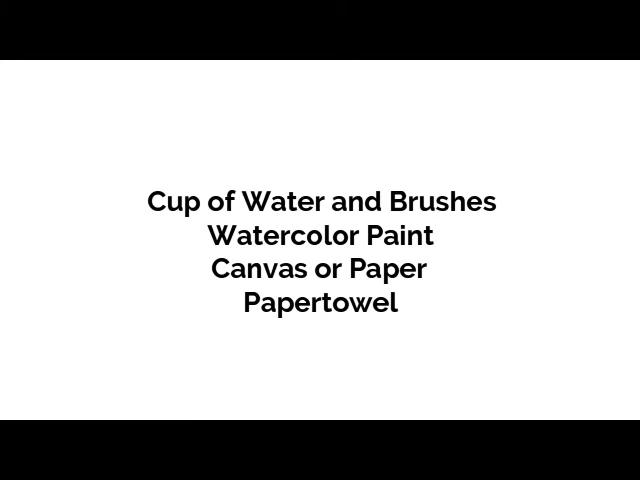 Cup of Water and Brushes
Watercolor Paint
Canvas or Paper
Papertowel